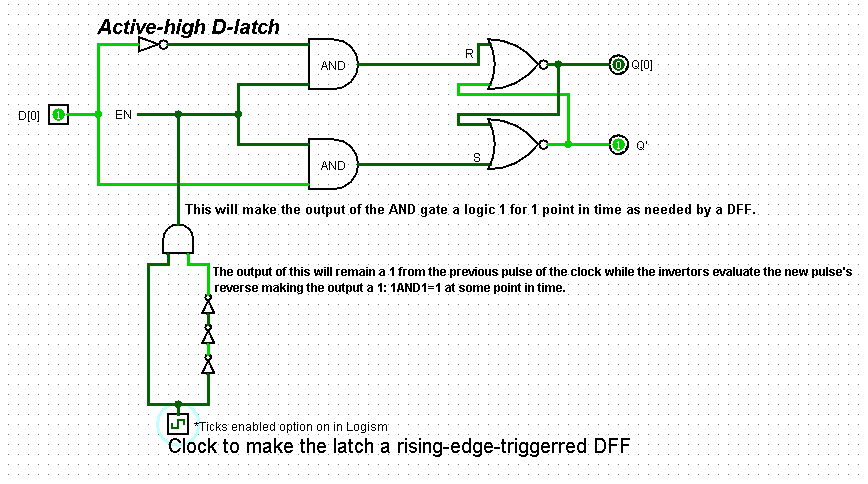 Active-high D-latch
AND
R
0
Q[0]
D[0]
1
EN
1
Q'
AND
S
This will make the output of the AND gate a logic 1 for 1 point in time as needed by a DFF.
The output of this will remain a 1 from the previous pulse of the clock while the invertors evaluate the new pulse's
reverse making the output a 1: 1AND1=1 at some point in time.
*Ticks enabled option on in Logism
Clock to make the latch a rising-edge-triggerred DFF